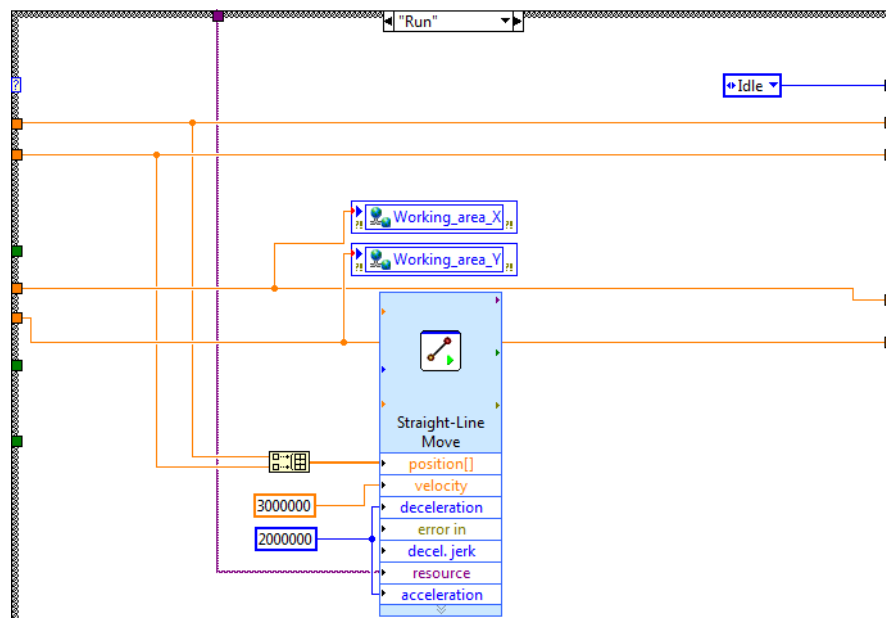 "Run"
?
Idle
Working_area_X
?!
?!
Working_area_Y
?!
?!
Straight-Line
Move
position[]
velocity
3000000
deceleration
error in
2000000
decel. jerk
resource
acceleration